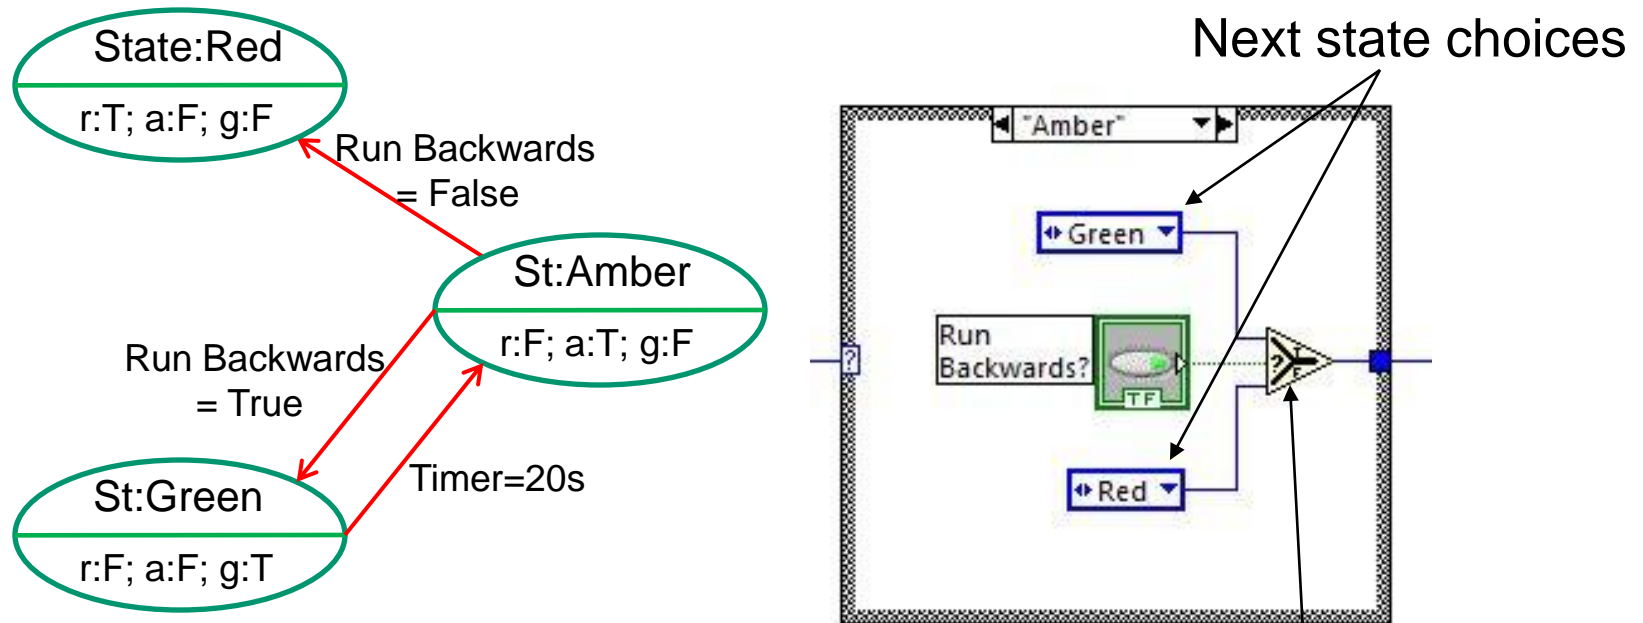 State:Red
r:T; a:F; g:F
Run Backwards
= False
St:Amber
r:F; a:T; g:F
Run Backwards
= True
Timer=20s
St:Green
r:F; a:F; g:T
Next state choices
"Amber"
Green
Run
Backwards?
TF
?
?
T
F
Red